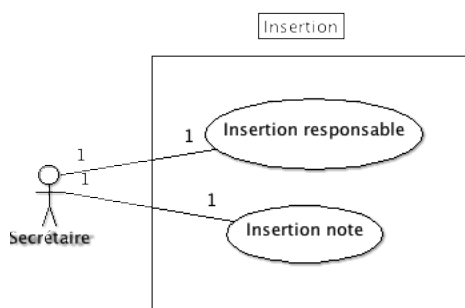 Insertion
Insertion responsable
1
1
1
1
Insertion note
Secrétaire